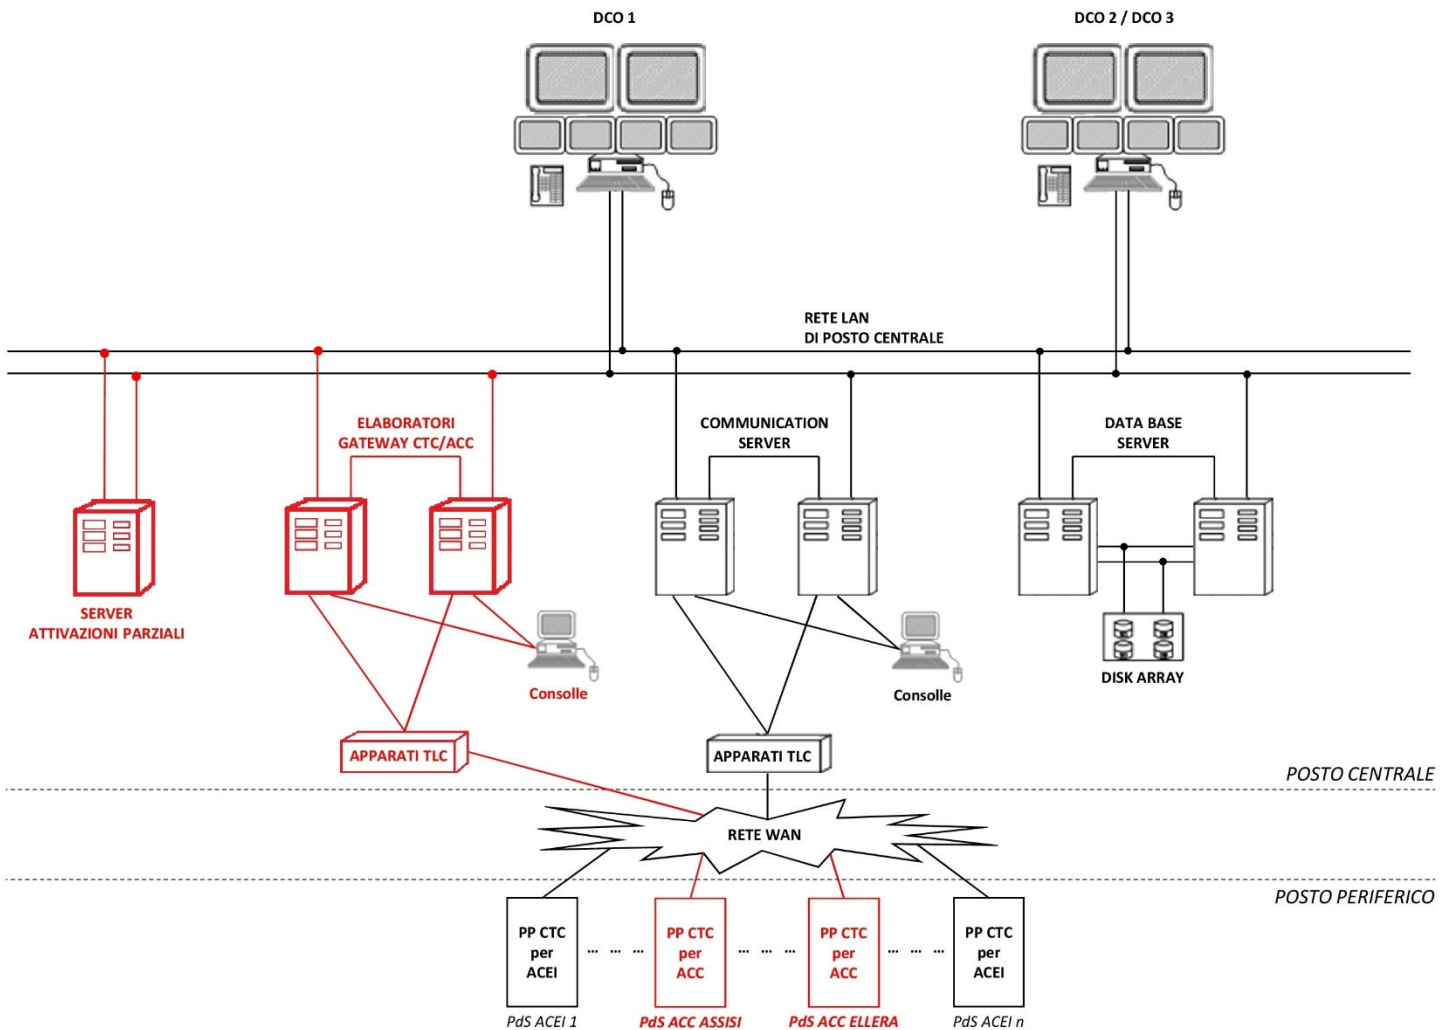 DCO 1
DCO 2 / DCO 3
RETE LAN
DI POSTO CENTRALE
ELABORATORI
GATEWAY CTC/ACC
COMMUNICATION
SERVER
DATA BASE
SERVER
SERVER
ATTIVAZIONI PARZIALI
Consolle
Consolle
DISK ARRAY
APPARATI TLC
APPARATI TLC
POSTO CENTRALE
RETE WAN
POSTO PERIFERICO
PP CTC
per
ACEI
... ... ...
PP CTC
per
ACC
... ... ...
PP CTC
per
ACC
... ... ...
PP CTC
per
ACEI
PdS ACEI 1
PdS ACC ASSISI
PdS ACC ELLERA
PdS ACEI n